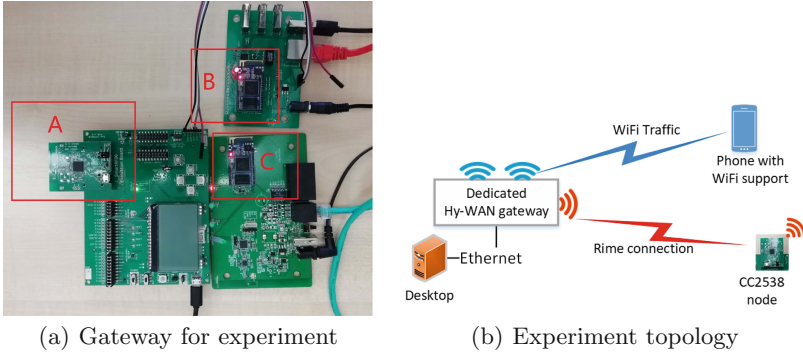 A
B
C
WiFi Traffic
Phone with
WiFi support
Dedicated
Hy-WAN gateway
Rime connection
Ethernet
Desktop
CC2538
node
(a) Gateway for experiment
(b) Experiment topology